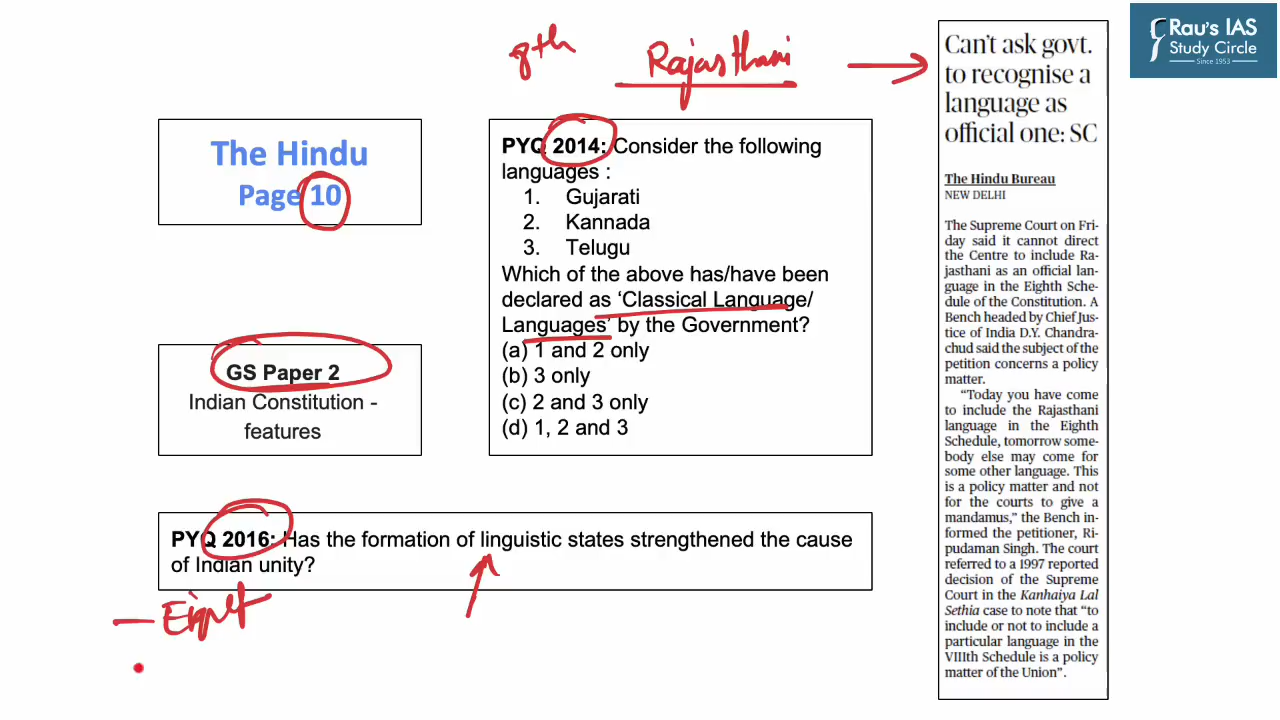 8th Rajasthani
Rau's IAS
Study Circle
Since 1953
The Hindu
Page 10
GS Paper 2
Indian Constitution -
features
PYQ 2014: Consider the following
languages :
1. Gujarati
2. Kannada
3. Telugu
Which of the above has/have been
declared as ‘Classical Language/
Languages’ by the Government?
(a) 1 and 2 only
(b) 3 only
(c) 2 and 3 only
(d) 1, 2 and 3
PYQ 2016: Has the formation of linguistic states strengthened the cause
of Indian unity?
Can't ask govt.
to recognise a
language as
official one: SC
The Hindu Bureau
NEW DELHI
The Supreme Court on Fri-
day said it cannot direct
the Centre to include Ra-
jasthani as an official lan-
guage in the Eighth Sche-
dule of the Constitution. A
Bench headed by Chief Jus-
tice of India D.Y. Chandra-
chud said the subject of the
petition concerns a policy
matter.
“Today you have come
to include the Rajasthani
language in the Eighth
Schedule, tomorrow some-
body else may come for
some other language. This
is a policy matter and not
for the courts to give a
mandamus,” the Bench in-
formed the petitioner, Ri-
pudaman Singh. The court
referred to a 1997 reported
decision of the Supreme
Court in the Kanhaiya Lal
Sethia case to note that “to
include or not to include a
particular language in the
VIIIth Schedule is a policy
matter of the Union”.